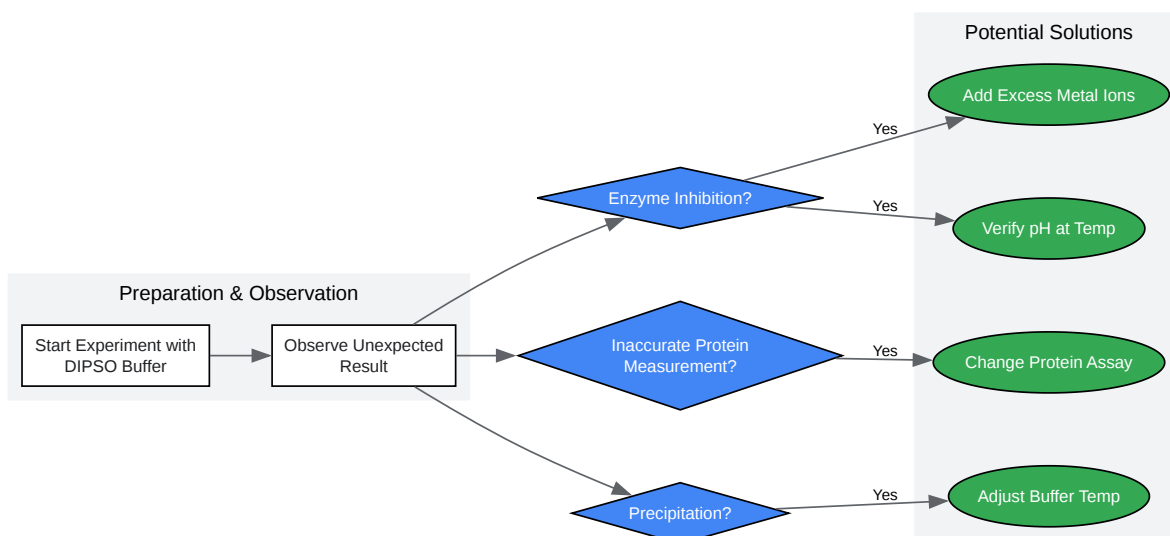 Potential Solutions
Add Excess Metal Ions
Yes
Enzyme Inhibition?
Yes
Verify pH at Temp
Preparation & Observation
Start Experiment with
DIPSO Buffer
Observe Unexpected
Result
Inaccurate Protein
Measurement?
Yes
Change Protein Assay
Precipitation?
Yes
Adjust Buffer Temp